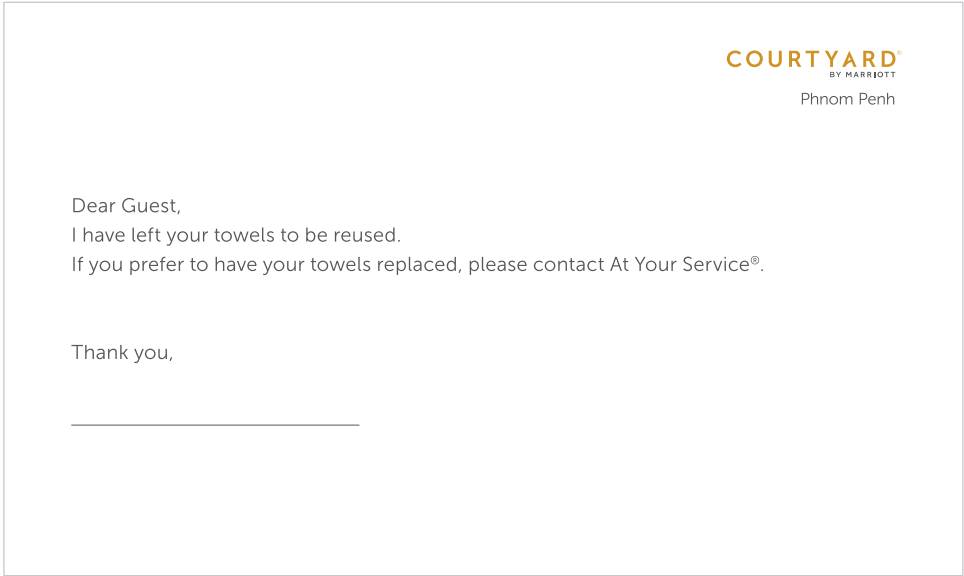 COURTYARD®
BY MARRIOTT
Phnom Penh
Dear Guest,
I have left your towels to be reused.
If you prefer to have your towels replaced, please contact At Your Service®.
Thank you,